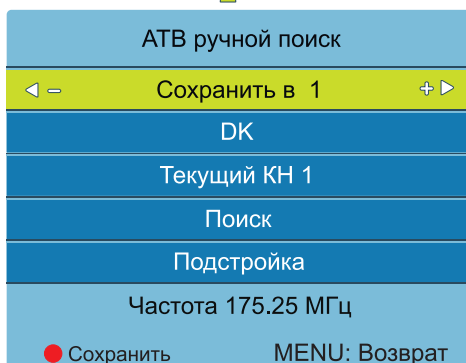 АТВ ручной поиск
Сохранить в 1
DK
Текущий КН 1
Поиск
Подстройка
Частота 175.25 МГц
Сохранить MENU: Возврат